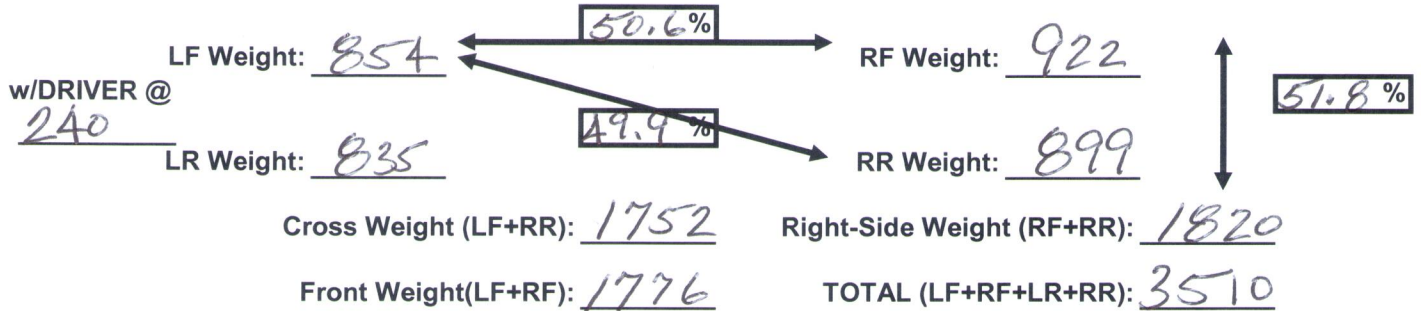 50.6%
LF Weight: 854 RF Weight: 922
w/DRIVER @ 51.8 %
240 49.9 %
LR Weight: 835 RR Weight: 899
Cross Weight (LF+RR): 1752 Right-Side Weight (RF+RR): 1820
Front Weight(LF+RF): 1776 TOTAL (LF+RF+LR+RR): 3510